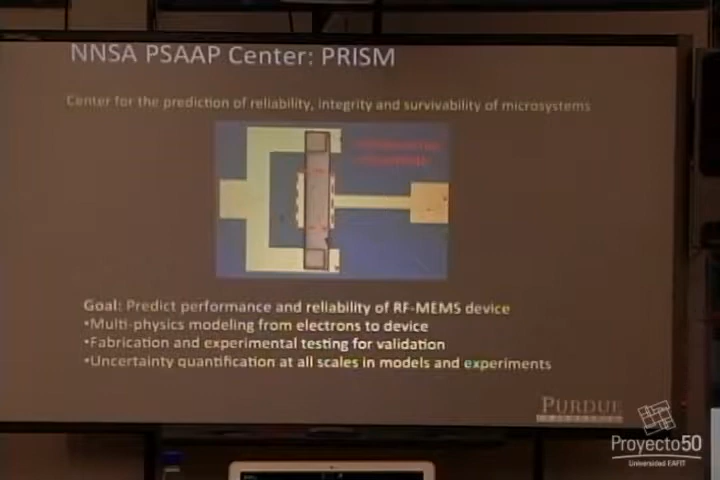 NNSA PSAAP Center: PRISM
Center for the prediction of reliability, integrity and survivability of microsystems
Goal: Predict performance and reliability of RF-MEMS device
•Multi-physics modeling from electrons to device
•Fabrication and experimental testing for validation
•Uncertainty quantification at all scales in models and experiments
PURDUE
Proyecto50
Universidad EAFIT